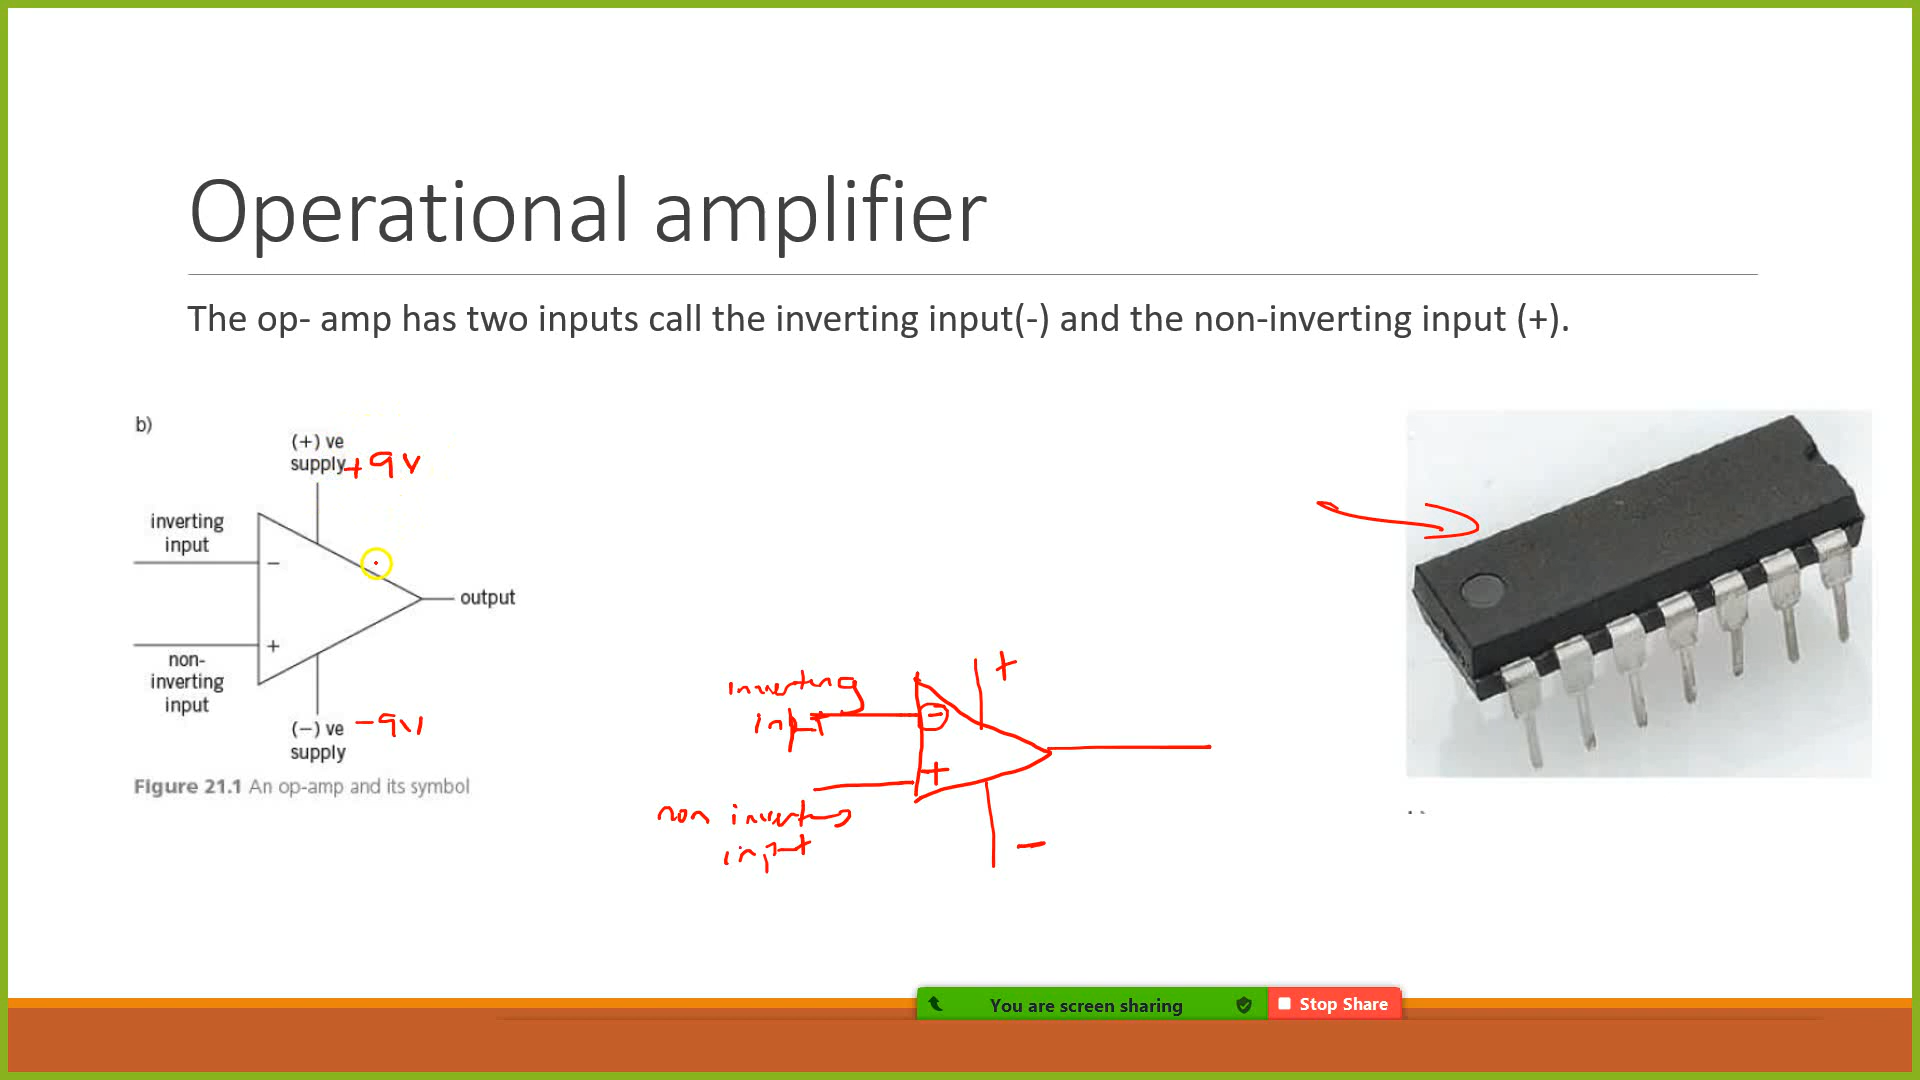 Operational amplifier
The op- amp has two inputs call the inverting input(-) and the non-inverting input (+).
b)
(+) ve
supply
+9V
inverting
input
−
output
+
non-
inverting
input
(−) ve
supply
-9V
Figure 21.1 An op-amp and its symbol
inverting
input
−
+
+
non inverting
input
−
You are screen sharing
Stop Share